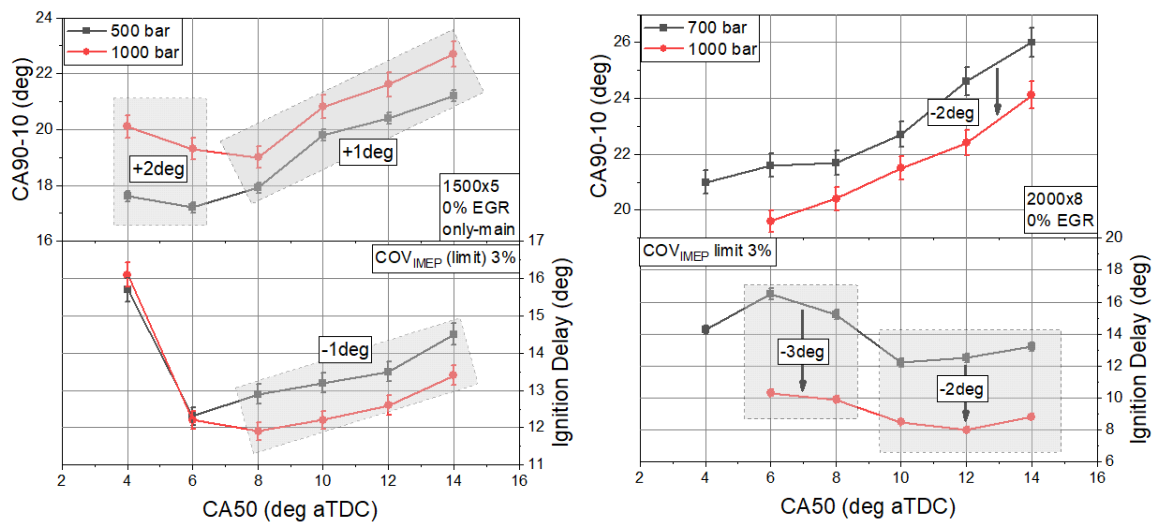 24
22
20
18
16
CA90-10 (deg)
500 bar
1000 bar
+2deg
+1deg
1500x5
0% EGR
only-main
COVIMEP (limit) 3%
-1deg
17
16
15
14
13
12
11
Ignition Delay (deg)
2 4 6 8 10 12 14 16
CA50 (deg aTDC)
26
24
22
20
CA90-10 (deg)
700 bar
1000 bar
-2deg
2000x8
0% EGR
COVIMEP limit 3%
-3deg
-2deg
20
18
16
14
12
10
8
6
Ignition Delay (deg)
2 4 6 8 10 12 14 16
CA50 (deg aTDC)